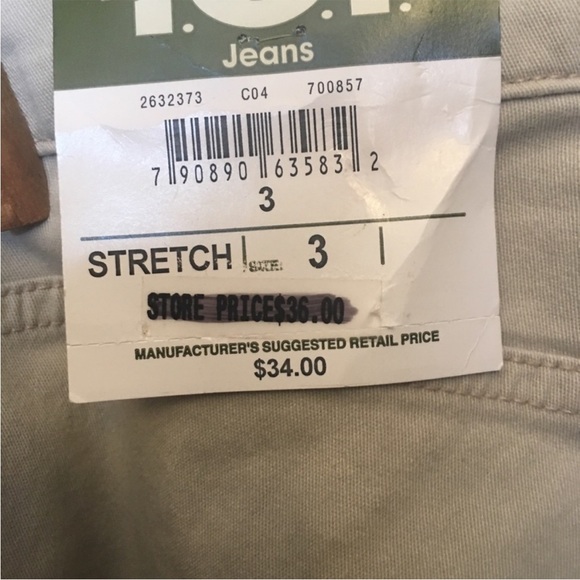 Jeans
2632373 C04 700857
7 90890 63583 2
3
STRETCH SIZE: 3
STORE PRICE$36.00
MANUFACTURER'S SUGGESTED RETAIL PRICE
$34.00